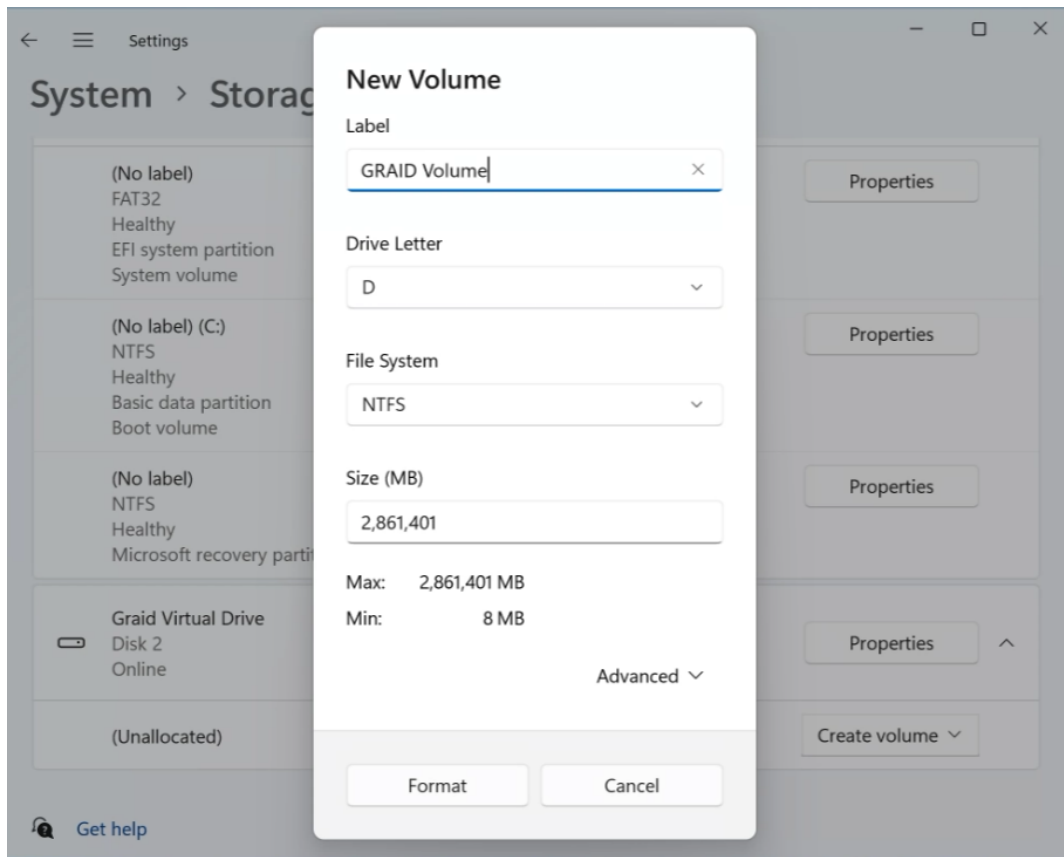 Settings
System > Storag
(No label)
FAT32
Healthy
EFI system partition
System volume
Properties
(No label) (C:)
NTFS
Healthy
Basic data partition
Boot volume
Properties
(No label)
NTFS
Healthy
Microsoft recovery parti
Properties
Graid Virtual Drive
Disk 2
Online
Properties
(Unallocated)
Create volume
Get help
New Volume
Label
GRAID Volume
Drive Letter
D
File System
NTFS
Size (MB)
2,861,401
Max: 2,861,401 MB
Min: 8 MB
Advanced
Format
Cancel